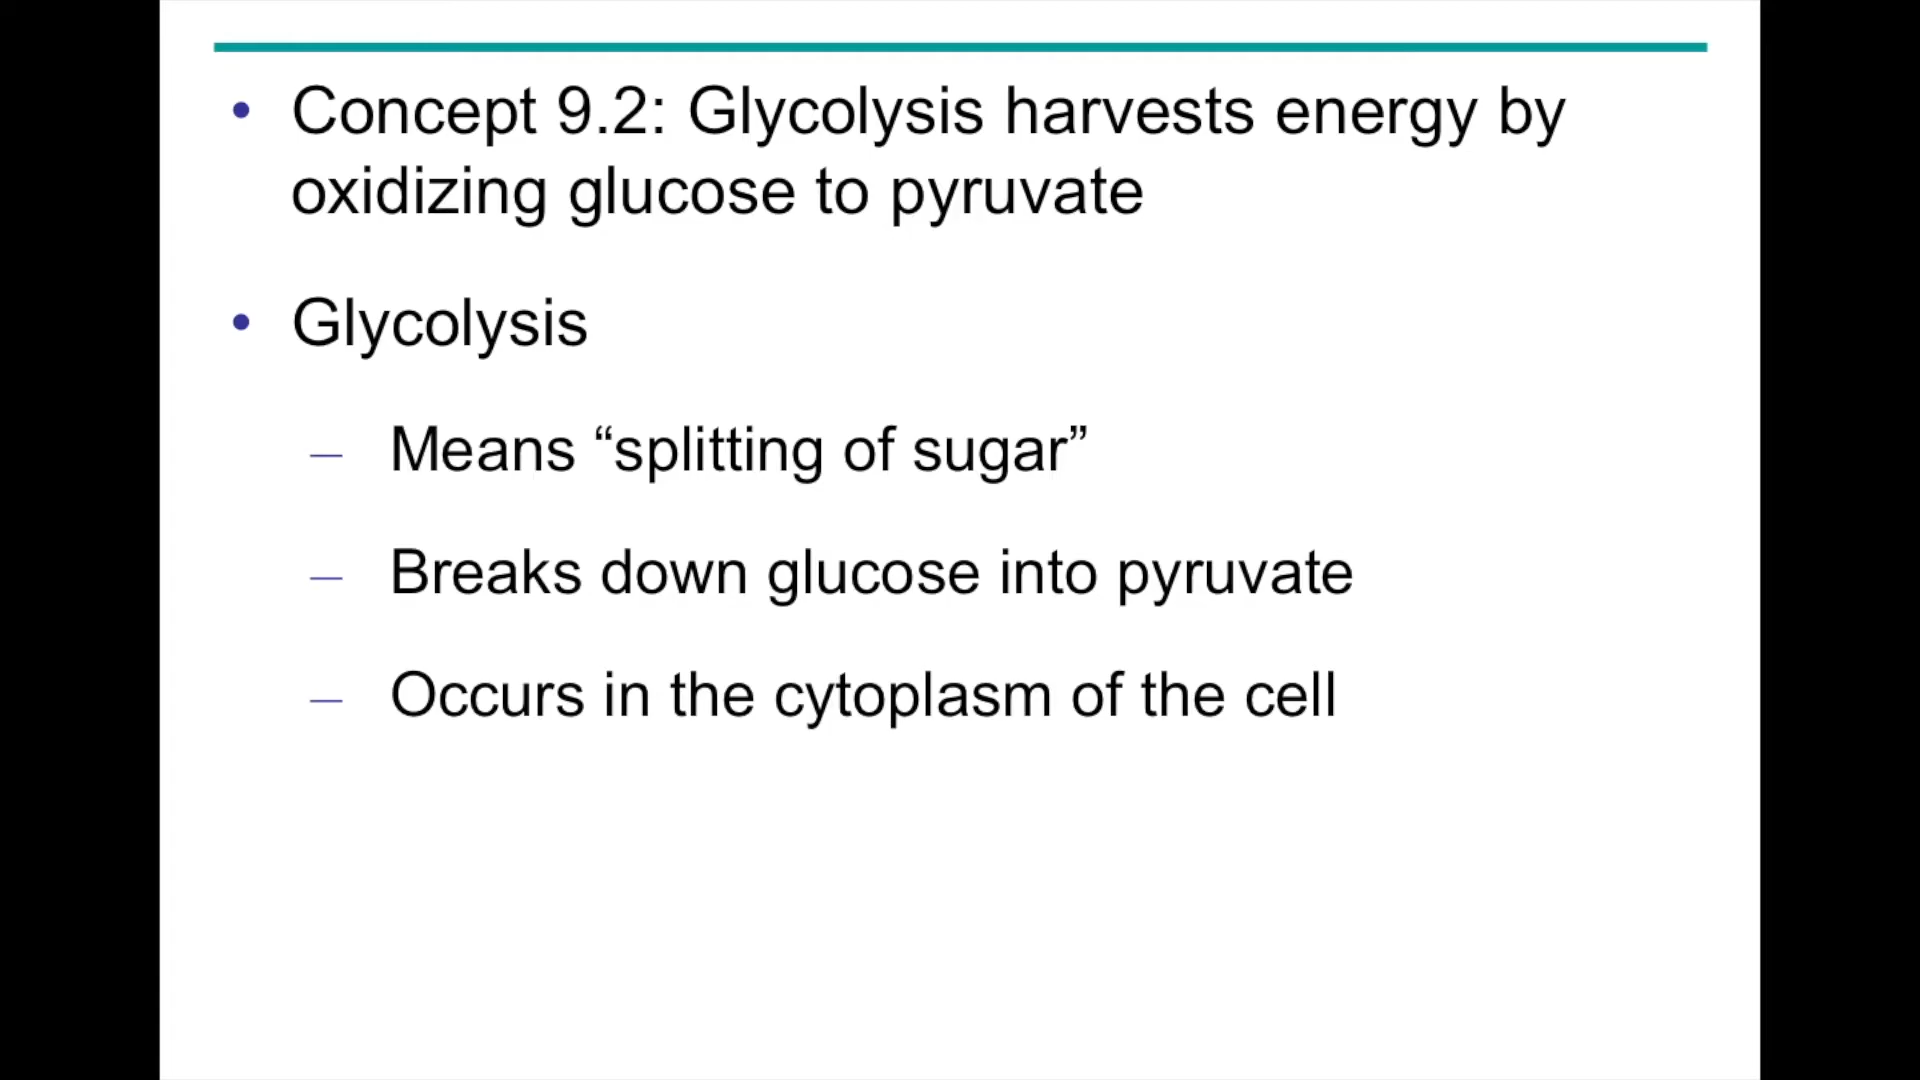 • Concept 9.2: Glycolysis harvests energy by
oxidizing glucose to pyruvate
• Glycolysis
– Means “splitting of sugar”
– Breaks down glucose into pyruvate
– Occurs in the cytoplasm of the cell